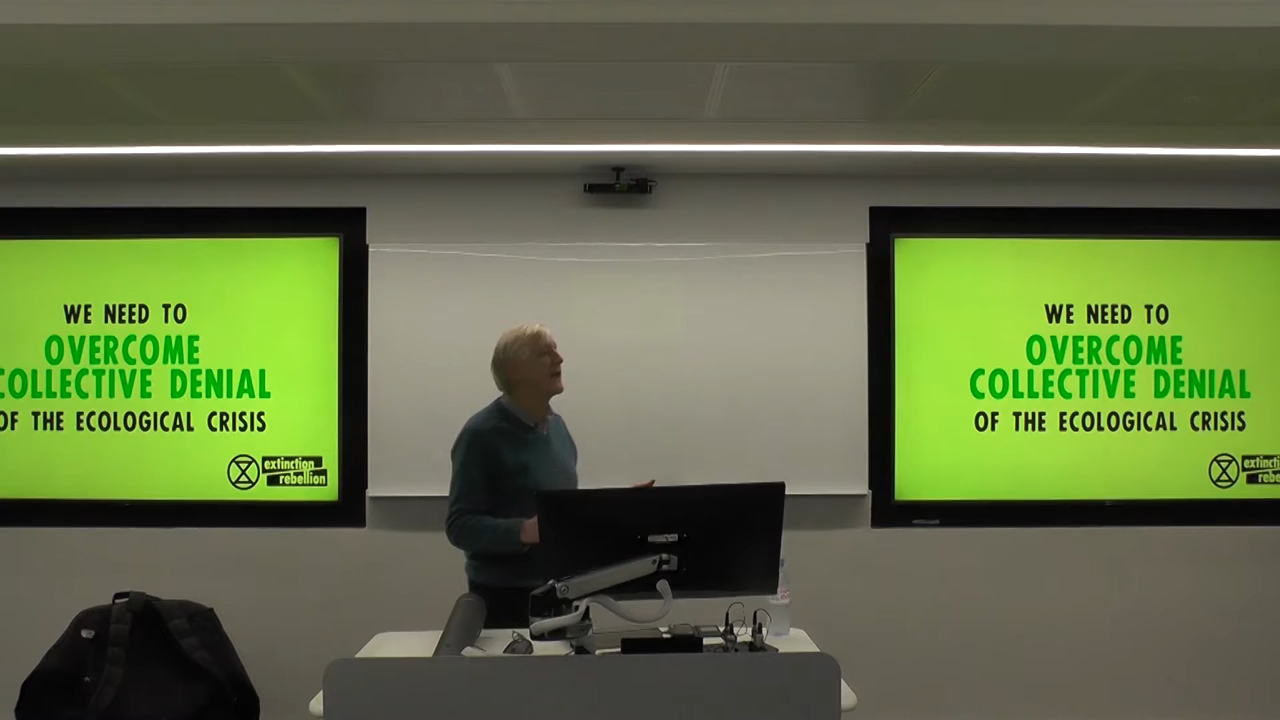 WE NEED TO
OVERCOME
COLLECTIVE DENIAL
OF THE ECOLOGICAL CRISIS
extinction
rebellion
WE NEED TO
OVERCOME
COLLECTIVE DENIAL
OF THE ECOLOGICAL CRISIS